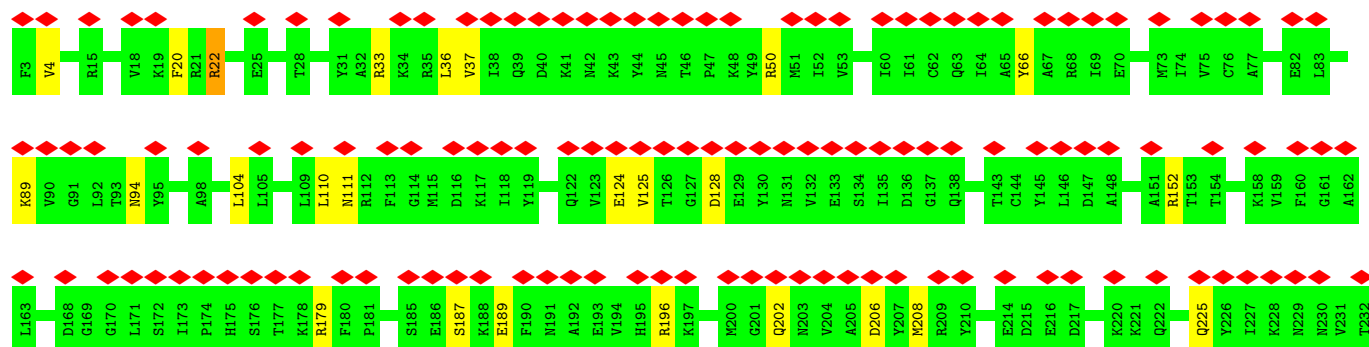 F3 V4 R15 V18 K19 F20 R21 R22 E25 T28 Y31 A32 R33 K34 R35 L36 V37 I38 Q39 D40 K41 N42 K43 Y44 N45 T46 P47 K48 Y49 R50 M51 I52 V53 I60 I61 C62 Q63 I64 A65 Y66 A67 R68 I69 E70 M73 I74 V75 C76 A77 E82 L83
K89 V90 G91 L92 T93 N94 Y95 A98 L104 L105 L109 L110 N111 R112 F113 G114 M115 D116 K117 I118 Y119 Q122 V123 E124 V125 T126 G127 D128 E129 Y130 N131 V132 E133 S134 I135 D136 G137 Q138 T143 C144 Y145 L146 D147 A148 A151 R152 T153 T154 K158 V159 F160 G161 A162
L163 D168 G169 G170 L171 S172 I173 P174 H175 S176 T177 K178 R179 F180 P181 S185 E186 S187 K188 E189 F190 N191 A192 E193 V194 H195 R196 K197 M200 G201 Q202 N203 V204 A205 D206 Y207 M208 R209 Y210 E214 D215 E216 D217 K220 K221 Q222 Q225 Y226 I227 K228 N229 N230 V231 T232